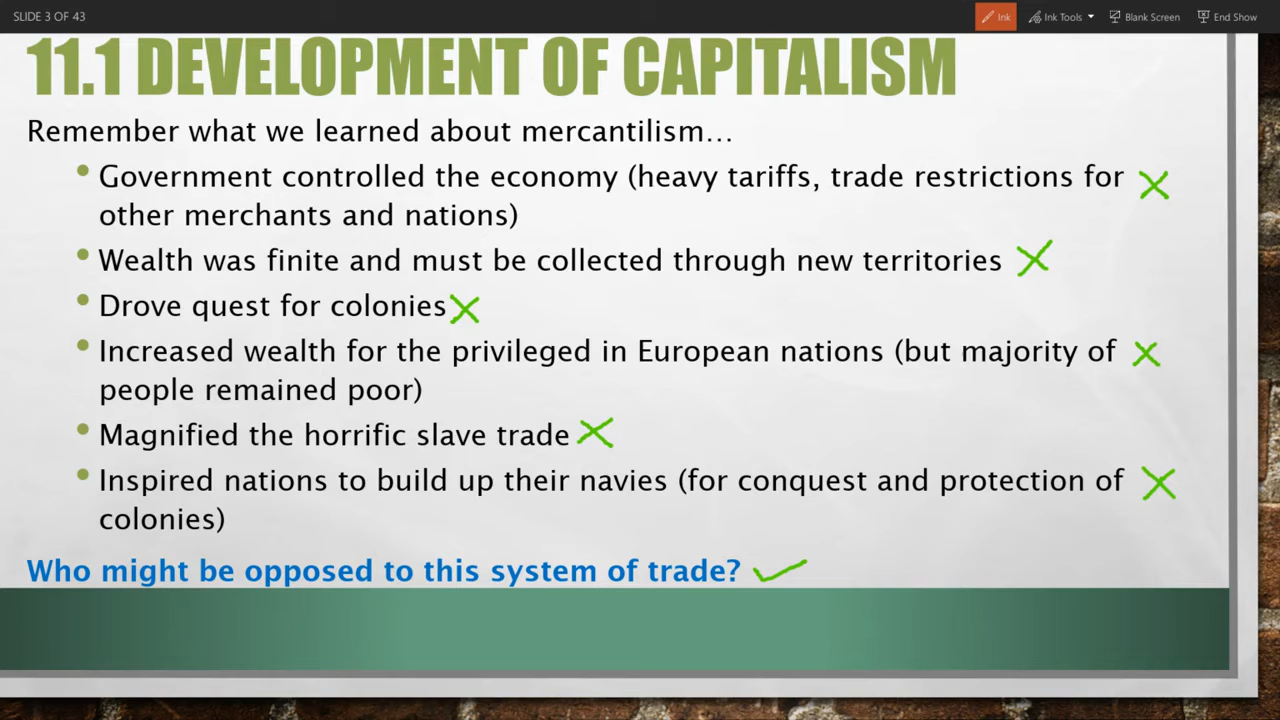 SLIDE 3 OF 43
Ink
Ink Tools
Blank Screen
End Show
11.1 DEVELOPMENT OF CAPITALISM
Remember what we learned about mercantilism...
• Government controlled the economy (heavy tariffs, trade restrictions for
other merchants and nations)
• Wealth was finite and must be collected through new territories
• Drove quest for colonies
• Increased wealth for the privileged in European nations (but majority of
people remained poor)
• Magnified the horrific slave trade
• Inspired nations to build up their navies (for conquest and protection of
colonies)
Who might be opposed to this system of trade?